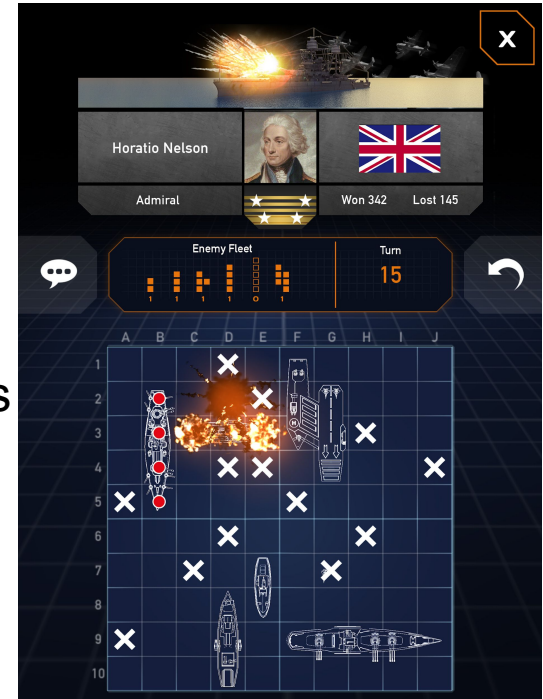 X
Horatio Nelson
Admiral
Won 342 Lost 145
Enemy Fleet
Turn
1 1 1 1 0 1
15
A B C D E F G H I J
1
2
s
3
4
5
6
7
8
9
10
H